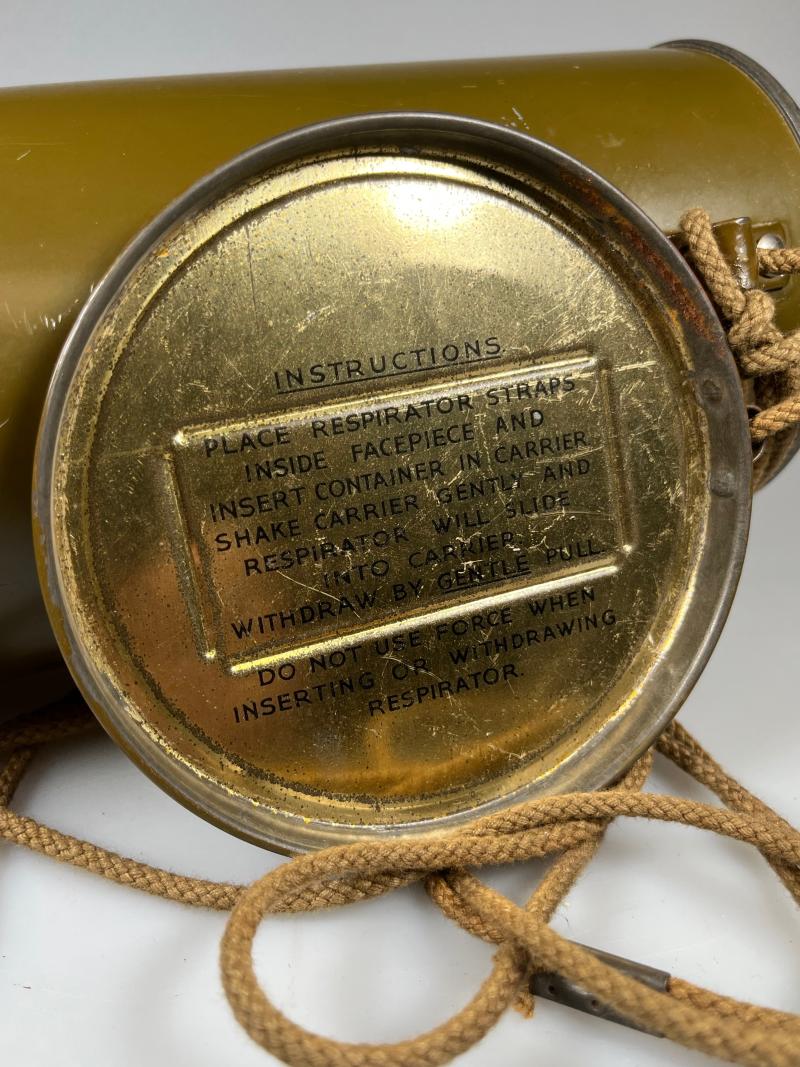 INSTRUCTIONS
PLACE RESPIRATOR STRAPS
INSIDE FACEPIECE AND
INSERT CONTAINER IN CARRIER
SHAKE CARRIER GENTLY AND
RESPIRATOR WILL SLIDE
INTO CARRIER.
WITHDRAW BY GENTLE PULL.
DO NOT USE FORCE WHEN
INSERTING OR WITHDRAWING
RESPIRATOR.